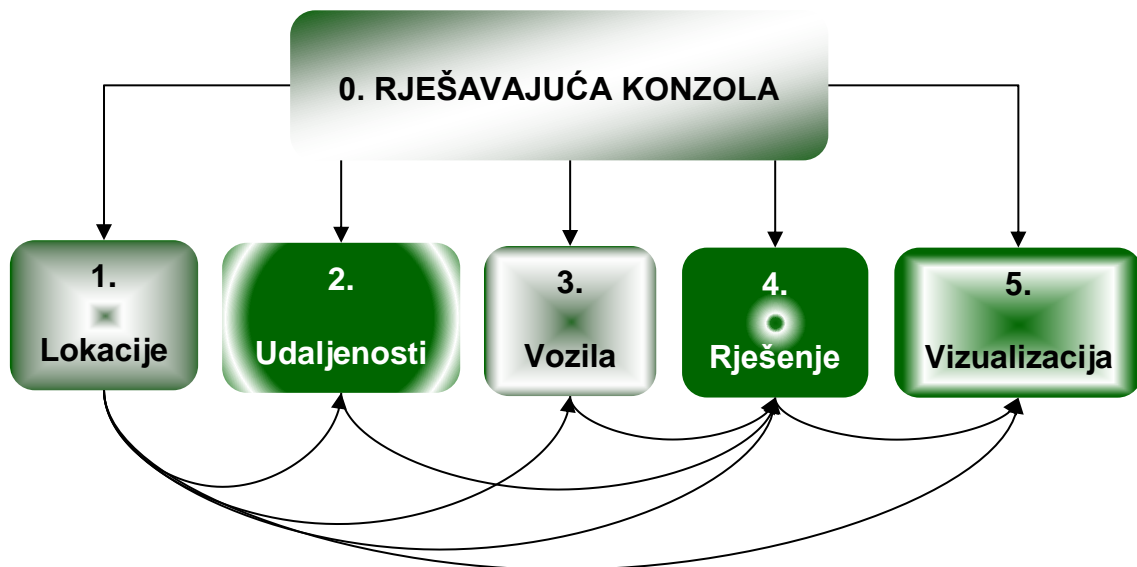 0. RJEŠAVAJUĆA KONZOLA
1.
Lokacije
2.
Udaljenosti
3.
Vozila
4.
Rješenje
5.
Vizualizacija